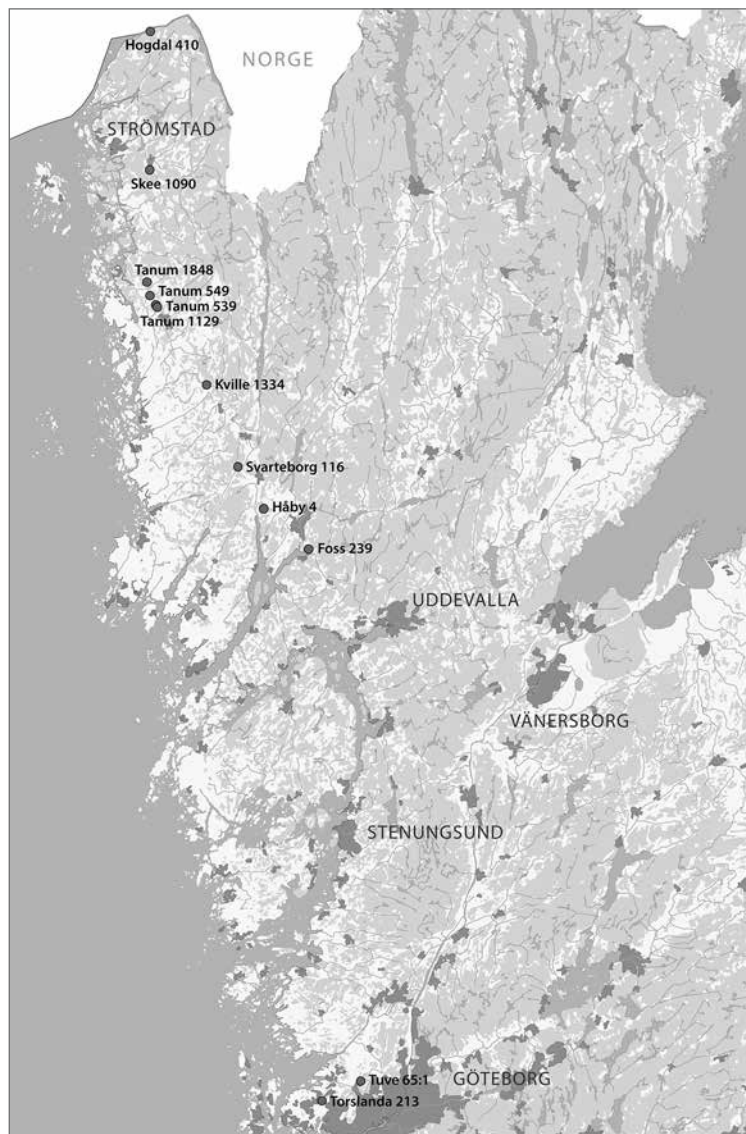 Hogdal 410
NORGE
STRÖMSTAD
Skee 1090
Tanum 1848
Tanum 549
Tanum 539
Tanum 1129
Kville 1334
Svarteborg 116
Håby 4
Foss 239
UDDEVALLA
VÄNERSBORG
STENUNGSUND
Tuve 65:1
GÖTEBORG
Torslanda 213